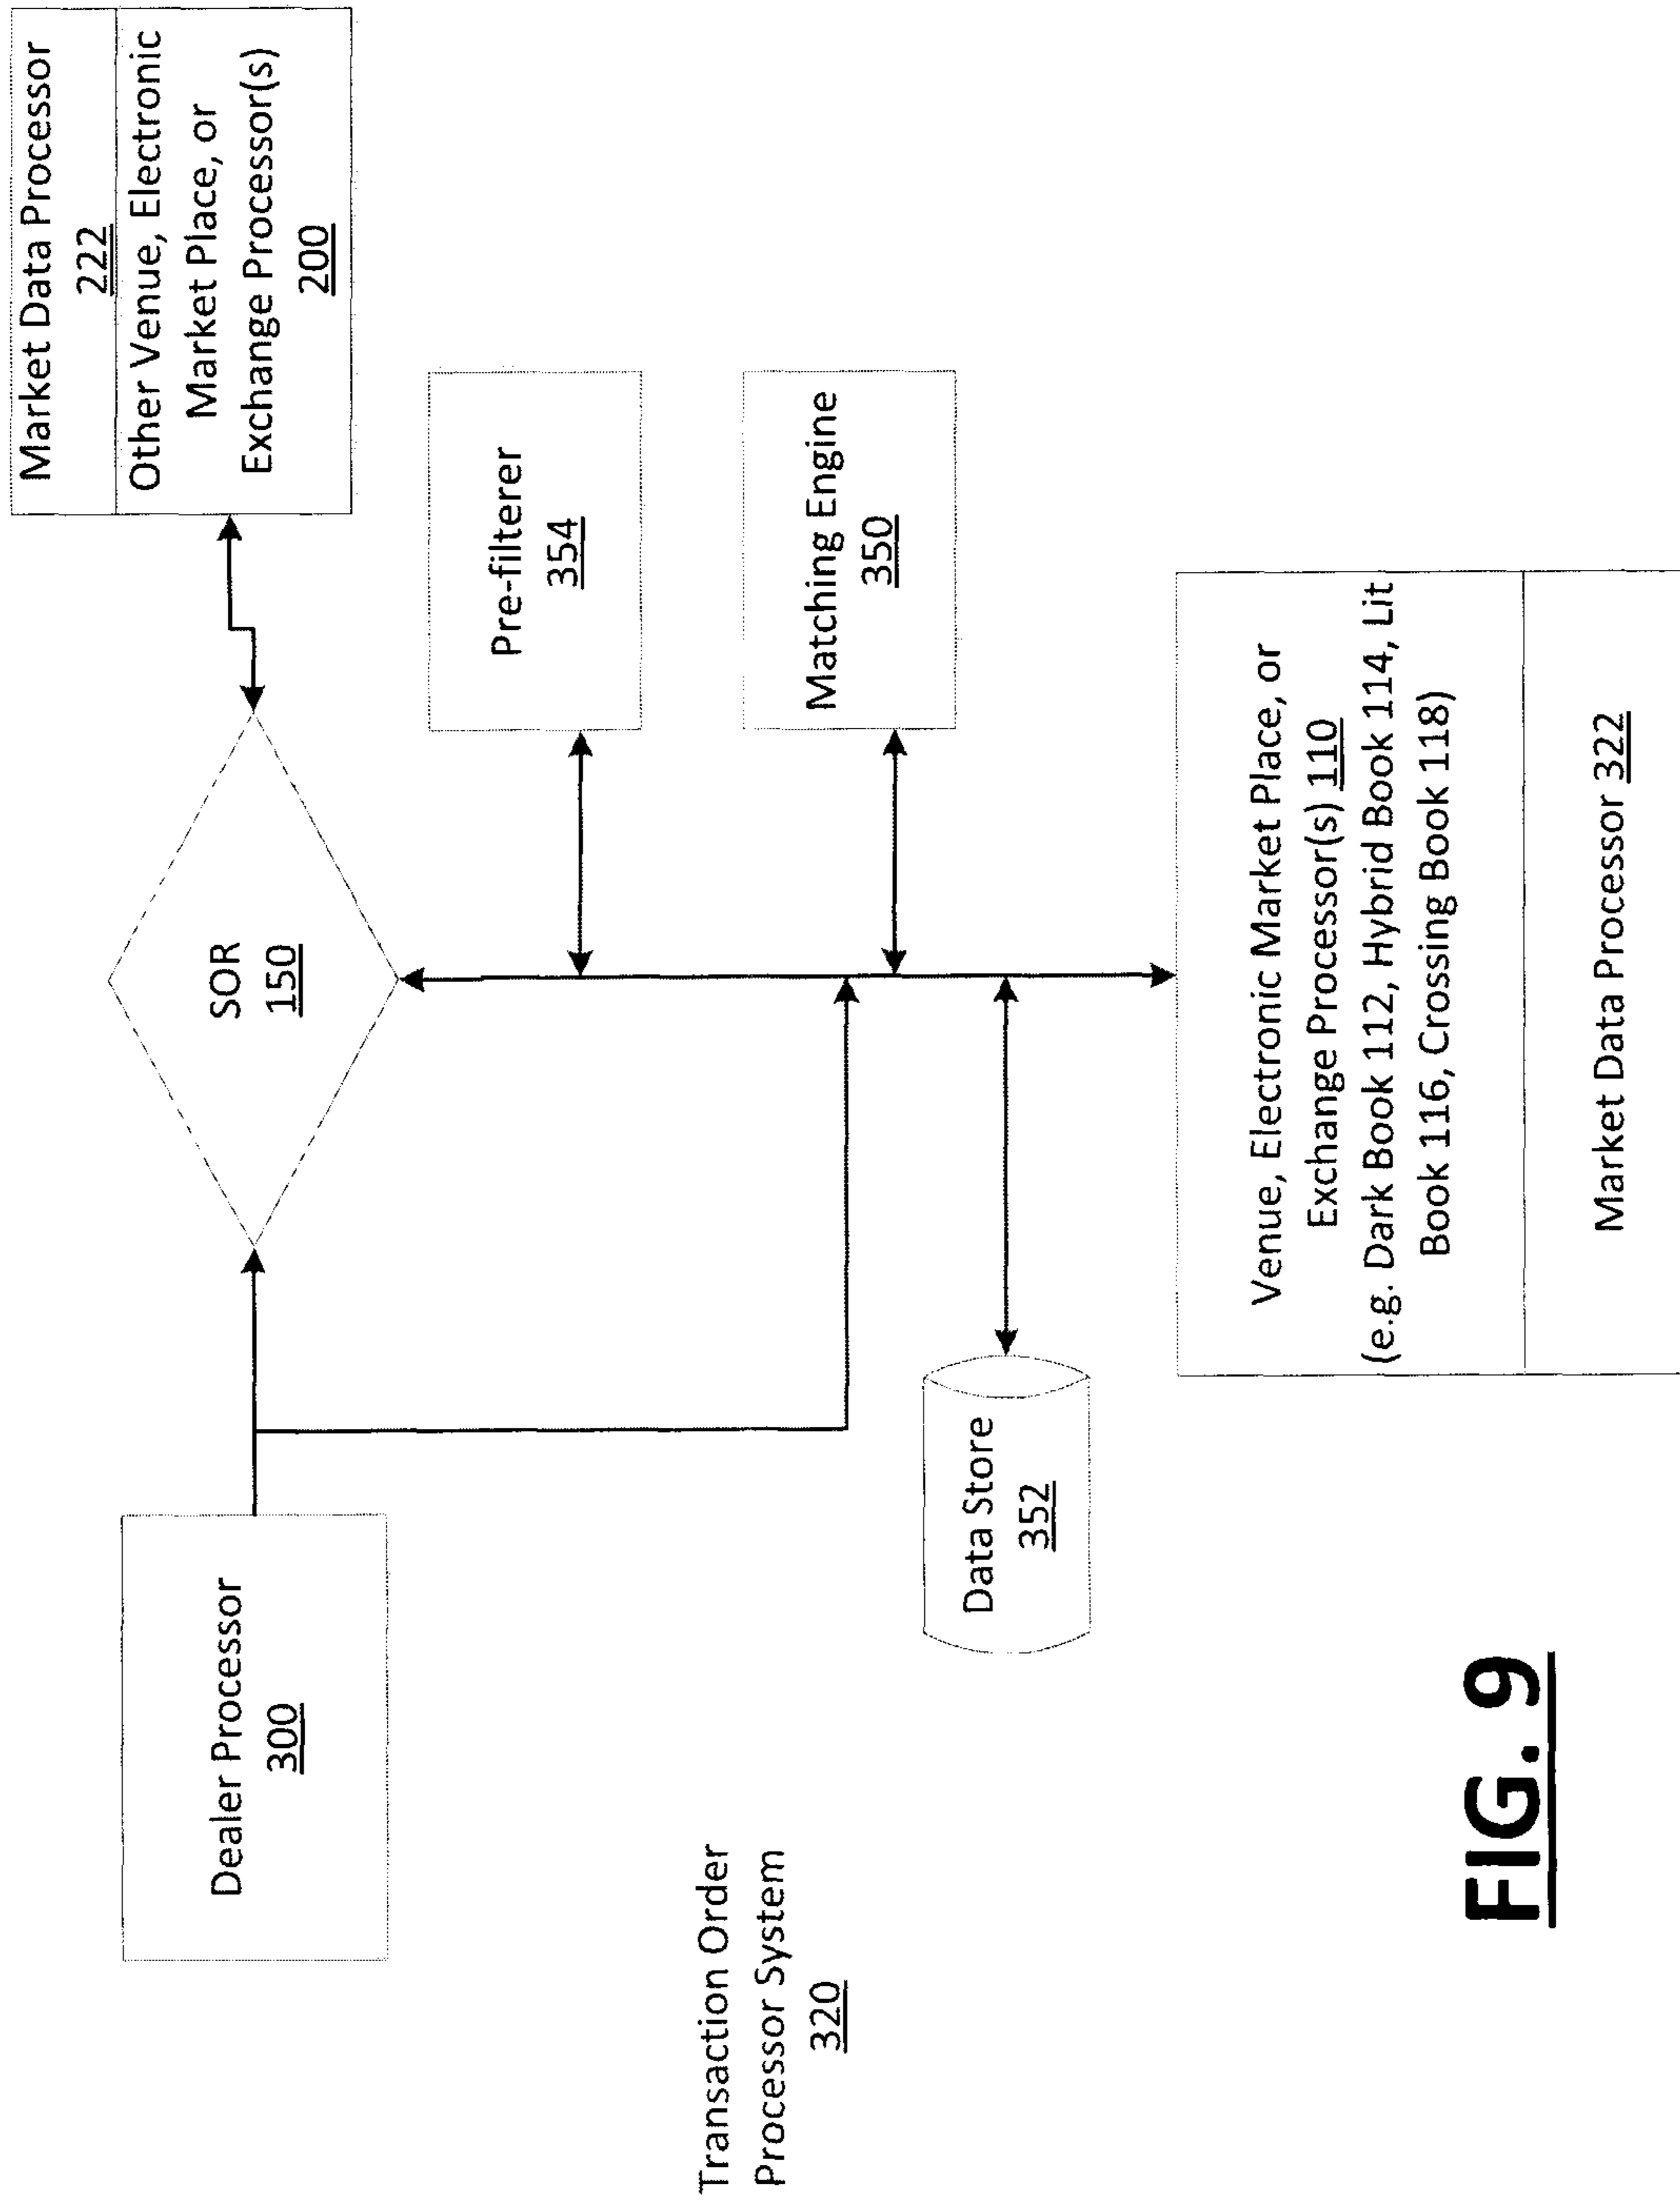 Dealer Processor
300
SOR
150
Market Data Processor
222
Other Venue, Electronic
Market Place, or
Exchange Processor(s)
200
Pre-filterer
354
Matching Engine
350
Transaction Order
Processor System
320
Data Store
352
Venue, Electronic Market Place, or
Exchange Processor(s) 110
(e.g. Dark Book 112, Hybrid Book 114, Lit
Book 116, Crossing Book 118)
Market Data Processor 322
FIG. 9